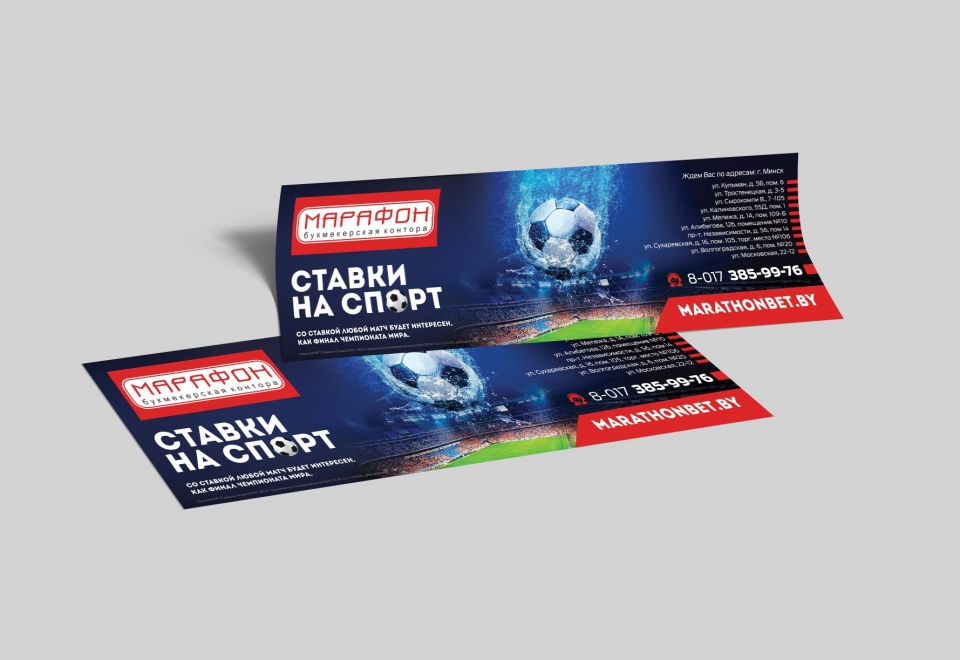 МАРАФОН
букмекерская контора
СТАВКИ
НА СПОРТ
СО СТАВКОЙ ЛЮБОЙ МАТЧ БУДЕТ ИНТЕРЕСЕН,
КАК ФИНАЛ ЧЕМПИОНАТА МИРА.
Ждем Вас по адресам: г. Минск
ул. Кульман, д. 5Б, пом. 6
ул. Тростенецкая, д. 3-5
ул. Сырокомли В., 7 -105
ул. Калиновского, 55Д, пом. 1
ул. Мележа, д. 1А, пом. 109-Б
ул. Алибегова, 12б, помещение №10
пр-т. Независимости, д. 56, пом 14
ул. Сухаревская, д. 16, пом. 105, торг. место №106
ул. Волгоградская, д. 6, пом. №20
ул. Московская, 22-12
8-017 385-99-76
MARATHONBET.BY
МАРАФОН
букмекерская контора
СТАВКИ
НА СПОРТ
СО СТАВКОЙ ЛЮБОЙ МАТЧ БУДЕТ ИНТЕРЕСЕН,
КАК ФИНАЛ ЧЕМПИОНАТА МИРА.
ул. Мележа, д. 1А, пом.
ул. Алибегова, 12б, помещение №10
пр-т. Независимости, д. 56, пом 14
ул. Сухаревская, д. 16, пом. 105, торг. место №106
ул. Волгоградская, д. 6, пом. №20
ул. Московская, 22-12
8-017 385-99-76
MARATHONBET.BY